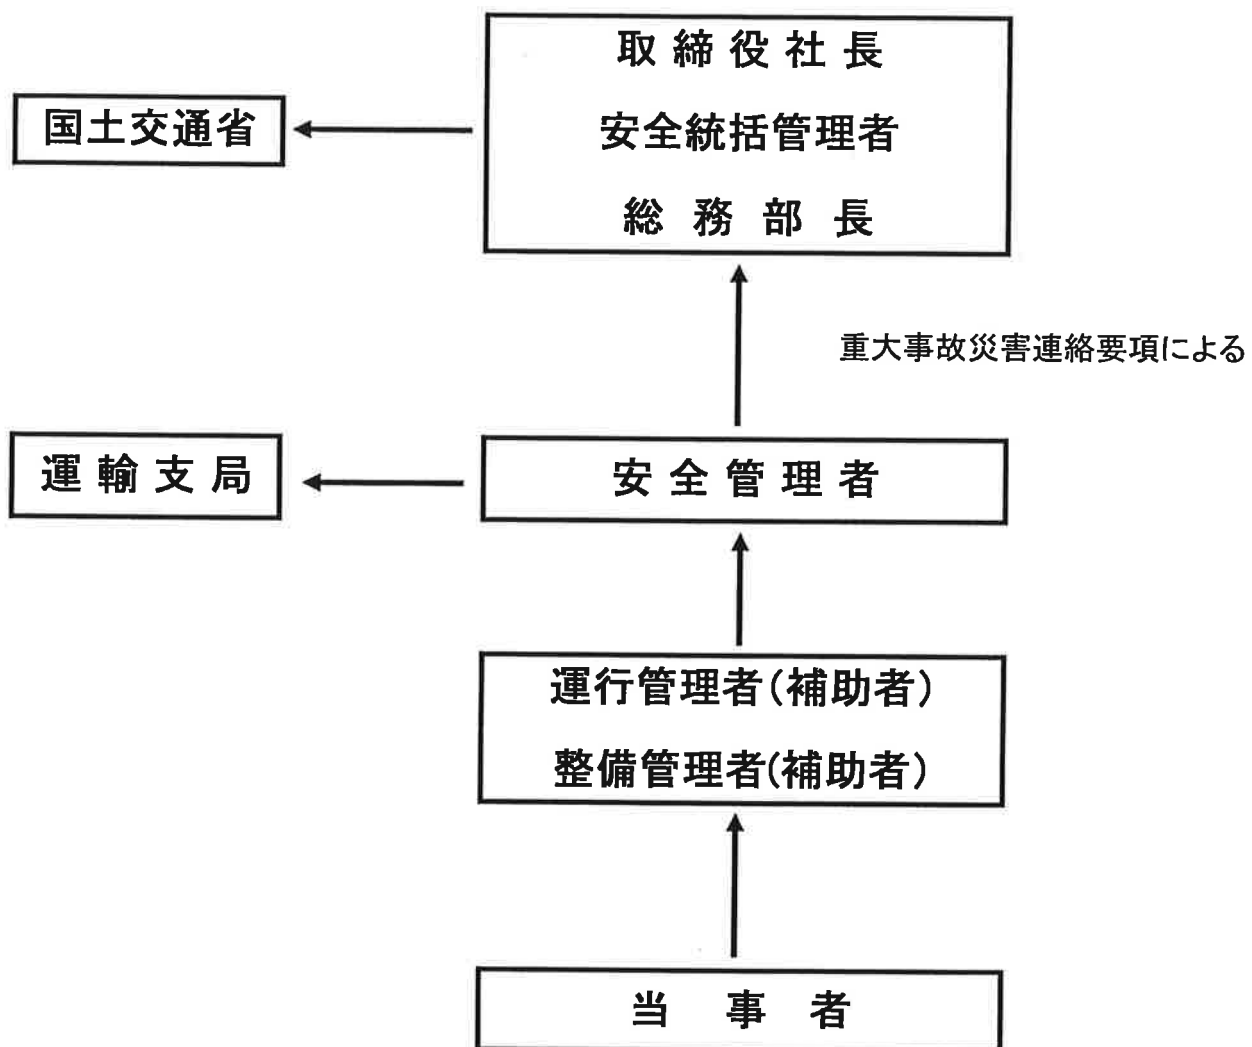 取締役社長
国土交通省
安全統括管理者
総務部長
重大事故災害連絡要項による
運輸支局
安全管理者
運行管理者(補助者)
整備管理者(補助者)
当事者